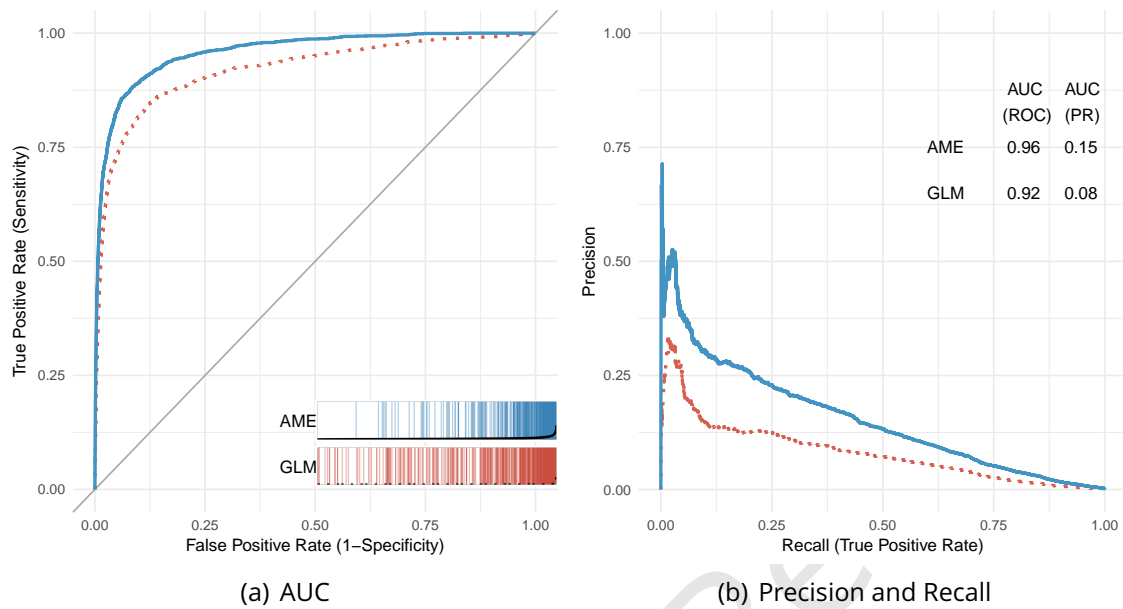 1.00
0.75
0.50
0.25
0.00
True Positive Rate (Sensitivity)
AME
GLM
0.00 0.25 0.50 0.75 1.00
False Positive Rate (1−Specificity)
(a) AUC
1.00
0.75
0.50
0.25
0.00
Precision
AUC AUC
(ROC) (PR)
AME 0.96 0.15
GLM 0.92 0.08
0.00 0.25 0.50 0.75 1.00
Recall (True Positive Rate)
(b) Precision and Recall